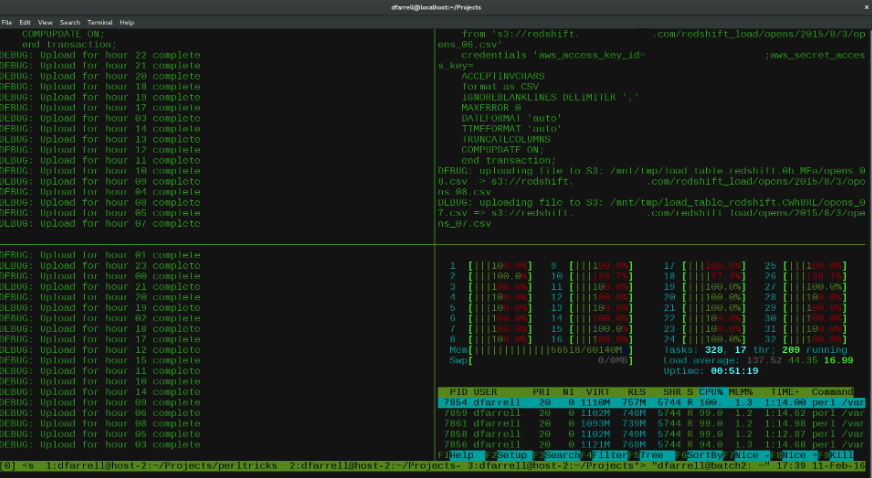 dfarrell@localhost:~/Projects
File Edit View Search Terminal Help
COMPUPDATE ON;
end transaction;
DEBUG: Upload for hour 22 complete
DEBUG: Upload for hour 21 complete
DEBUG: Upload for hour 20 complete
DEBUG: Upload for hour 18 complete
DEBUG: Upload for hour 19 complete
DEBUG: Upload for hour 17 complete
DEBUG: Upload for hour 03 complete
DEBUG: Upload for hour 14 complete
DEBUG: Upload for hour 13 complete
DEBUG: Upload for hour 12 complete
DEBUG: Upload for hour 11 complete
DEBUG: Upload for hour 10 complete
DEBUG: Upload for hour 09 complete
DEBUG: Upload for hour 04 complete
DEBUG: Upload for hour 08 complete
DEBUG: Upload for hour 05 complete
DEBUG: Upload for hour 07 complete
from 's3://redshift. .com/redshift_load/opens/2015/8/3/op
ens_06.csv'
credentials 'aws_access_key_id= ;aws_secret_acces
s_key=
ACCEPTINVCHARS
format as CSV
IGNOREBLANKLINES DELIMITER ','
MAXERROR 0
DATEFORMAT 'auto'
TIMEFORMAT 'auto'
TRUNCATECOLUMNS
COMPUPDATE ON;
end transaction;
DEBUG: uploading file to S3: /mnt/tmp/load_table_redshift.0h_MFa/opens_0
8.csv => s3://redshift. .com/redshift_load/opens/2015/8/3/ope
ns_08.csv
DEBUG: uploading file to S3: /mnt/tmp/load_table_redshift.CWh8RL/opens_0
7.csv => s3://redshift. .com/redshift_load/opens/2015/8/3/ope
ns_07.csv
DEBUG: Upload for hour 01 complete
DEBUG: Upload for hour 23 complete
DEBUG: Upload for hour 00 complete
DEBUG: Upload for hour 21 complete
DEBUG: Upload for hour 20 complete
DEBUG: Upload for hour 19 complete
DEBUG: Upload for hour 02 complete
DEBUG: Upload for hour 18 complete
DEBUG: Upload for hour 17 complete
DEBUG: Upload for hour 12 complete
DEBUG: Upload for hour 15 complete
DEBUG: Upload for hour 11 complete
DEBUG: Upload for hour 10 complete
DEBUG: Upload for hour 14 complete
DEBUG: Upload for hour 09 complete
DEBUG: Upload for hour 06 complete
DEBUG: Upload for hour 08 complete
DEBUG: Upload for hour 05 complete
DEBUG: Upload for hour 03 complete
1 [|||100.0%] 9 [|||100.0%] 17 [|||100.0%] 25 [|||100.0%]
2 [|||100.0%] 10 [|||98.7%] 18 [|||97.4%] 26 [|||98.1%]
3 [|||100.0%] 11 [|||100.0%] 19 [|||100.0%] 27 [|||100.0%]
4 [|||100.0%] 12 [|||100.0%] 20 [|||100.0%] 28 [|||100.0%]
5 [|||100.0%] 13 [|||100.0%] 21 [|||100.0%] 29 [|||100.0%]
6 [|||100.0%] 14 [|||100.0%] 22 [|||100.0%] 30 [|||100.0%]
7 [|||100.0%] 15 [|||100.0%] 23 [|||100.0%] 31 [|||100.0%]
8 [|||100.0%] 16 [|||100.0%] 24 [|||100.0%] 32 [|||100.0%]
Mem[|||||||||||||56518/60140M] Tasks: 328, 17 thr; 209 running
Swp[ 0/0MB] Load average: 137.52 44.35 16.99
Uptime: 00:51:19
PID USER PRI NI VIRT RES SHR S CPU% MEM% TIME+ Command
7854 dfarrell 20 0 1110M 757M 5744 R 100. 1.3 1:14.00 perl /var
7859 dfarrell 20 0 1102M 748M 5744 R 99.0 1.2 1:14.62 perl /var
7861 dfarrell 20 0 1093M 739M 5744 R 99.0 1.2 1:14.98 perl /var
7858 dfarrell 20 0 1102M 749M 5744 R 99.0 1.2 1:12.87 perl /var
7856 dfarrell 20 0 1121M 768M 5744 R 94.0 1.3 1:14.68 perl /var
F1Help F2Setup F3Search F4Filter F5Tree F6SortBy F7Nice -F8Nice +F9Kill
[0] <s 1:dfarrell@host-2:~/Projects/perltricks 2:dfarrell@host-2:~/Projects- 3:dfarrell@host-2:~/Projects*> "dfarrell@batch2: ~" 17:39 11-Feb-16